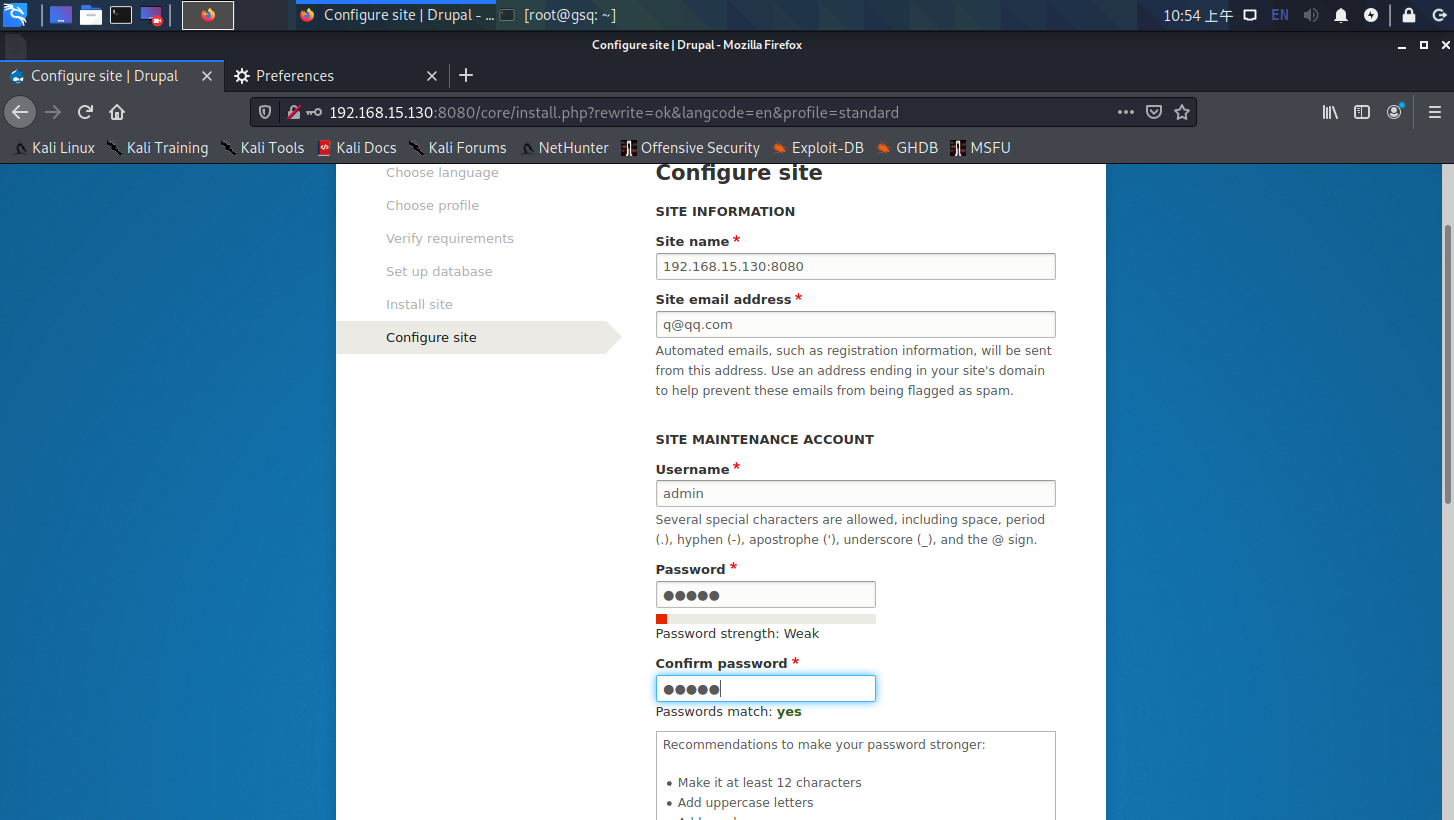 Configure site | Drupal - ...
[root@gsq: ~]
10:54 上午
EN
Configure site | Drupal - Mozilla Firefox
Configure site | Drupal
Preferences
192.168.15.130:8080/core/install.php?rewrite=ok&langcode=en&profile=standard
Kali Linux
Kali Training
Kali Tools
Kali Docs
Kali Forums
NetHunter
Offensive Security
Exploit-DB
GHDB
MSFU
Choose language
Choose profile
Verify requirements
Set up database
Install site
Configure site
Configure site
SITE INFORMATION
Site name *
192.168.15.130:8080
Site email address *
q@qq.com
Automated emails, such as registration information, will be sent
from this address. Use an address ending in your site's domain
to help prevent these emails from being flagged as spam.
SITE MAINTENANCE ACCOUNT
Username *
admin
Several special characters are allowed, including space, period
(.), hyphen (-), apostrophe ('), underscore (_), and the @ sign.
Password *
●●●●●
Password strength: Weak
Confirm password *
●●●●●
Passwords match: yes
Recommendations to make your password stronger:
• Make it at least 12 characters
• Add uppercase letters